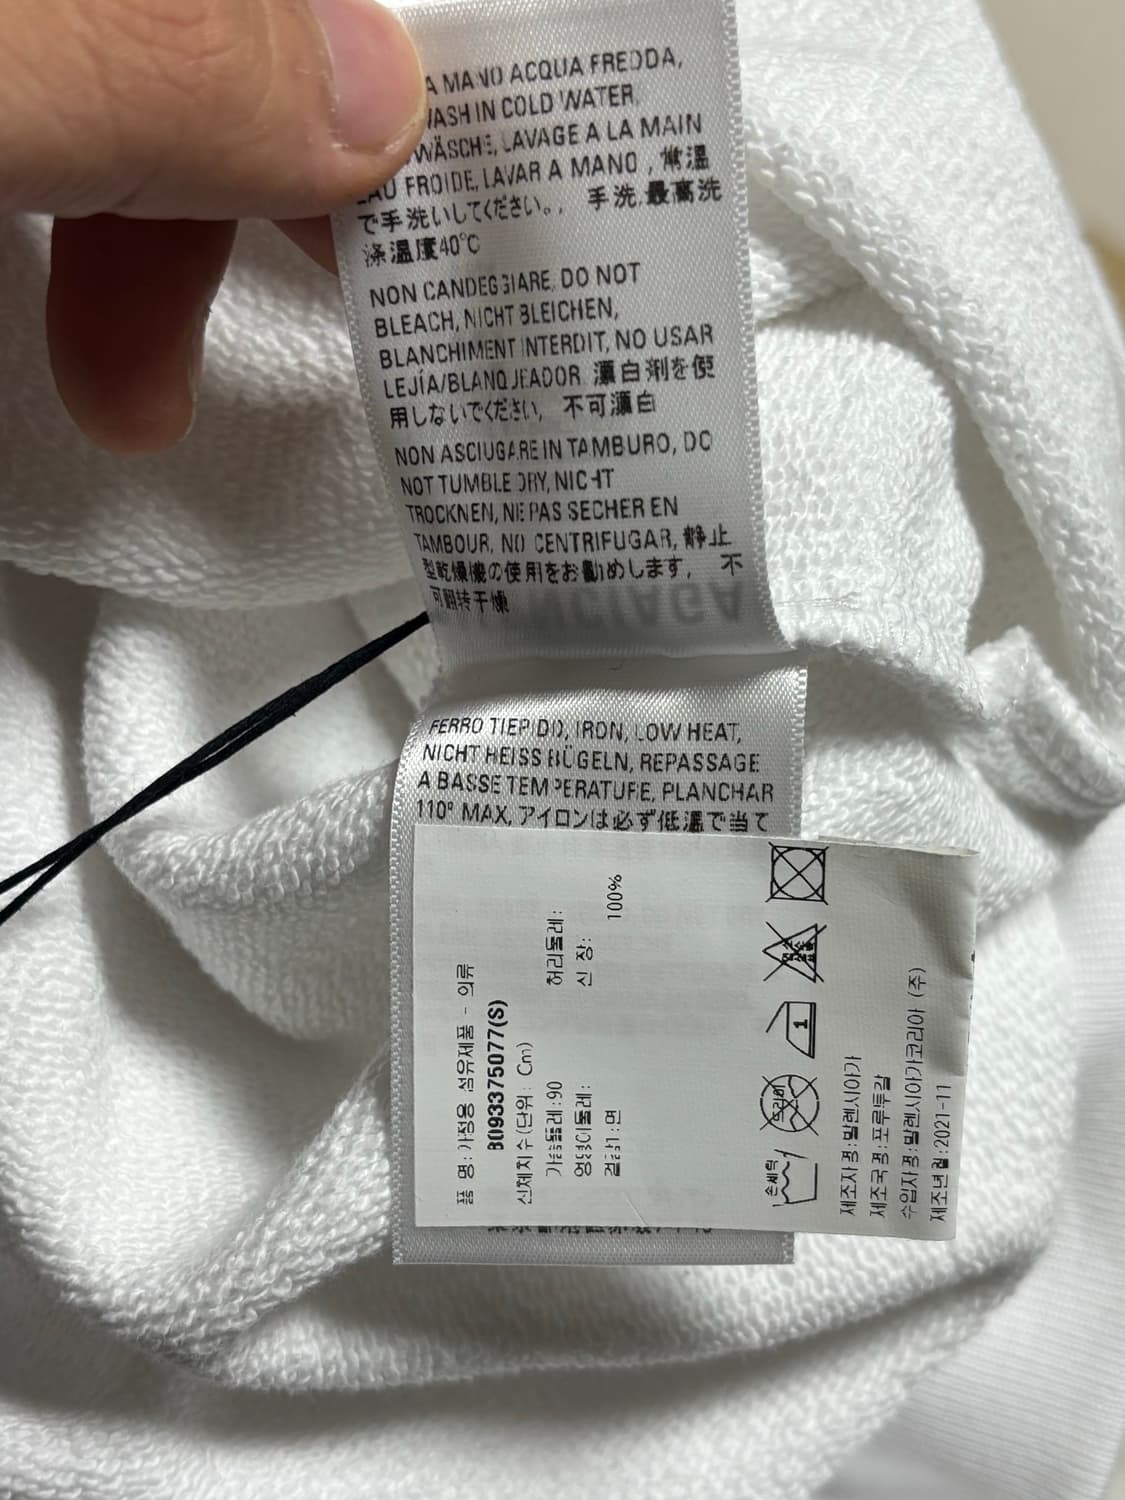 A MANO ACQUA FREDDA,
WASH IN COLD WATER,
WÄSCHE, LAVAGE A LA MAIN
EAU FROIDE, LAVAR A MANO , 常温
で手洗いしてください。, 手洗,最高洗
涤温度40°C
NON CANDEGGIARE, DO NOT
BLEACH, NICHT BLEICHEN,
BLANCHIMENT INTERDIT, NO USAR
LEJÍA/BLANQUEADOR 漂白剤を使
用しないでください, 不可漂白
NON ASCIUGARE IN TAMBURO, DO
NOT TUMBLE DRY, NICHT
TROCKNEN, NE PAS SECHER EN
TAMBOUR, NO CENTRIFUGAR, 静止
型乾燥機の使用をお勧めします, 不
可翻转干燥
FERRO TIEPIDO, IRON, LOW HEAT,
NICHT HEISS BÜGELN, REPASSAGE
A BASSE TEMPERATURE, PLANCHAR
110° MAX, アイロンは必ず低温で当て
품 명: 가정용 섬유제품 - 의류
B093375077(S)
신체치수(단위 : Cm)
가슴둘레:90 허리둘레:
엉덩이둘레: 신 장:
겉감1:면 100%
손세탁
드라이
1
제조자명:발렌시아가
제조국명:포루투갈
수입자명:발렌시아가코리아 (주)
제조년월:2021-11